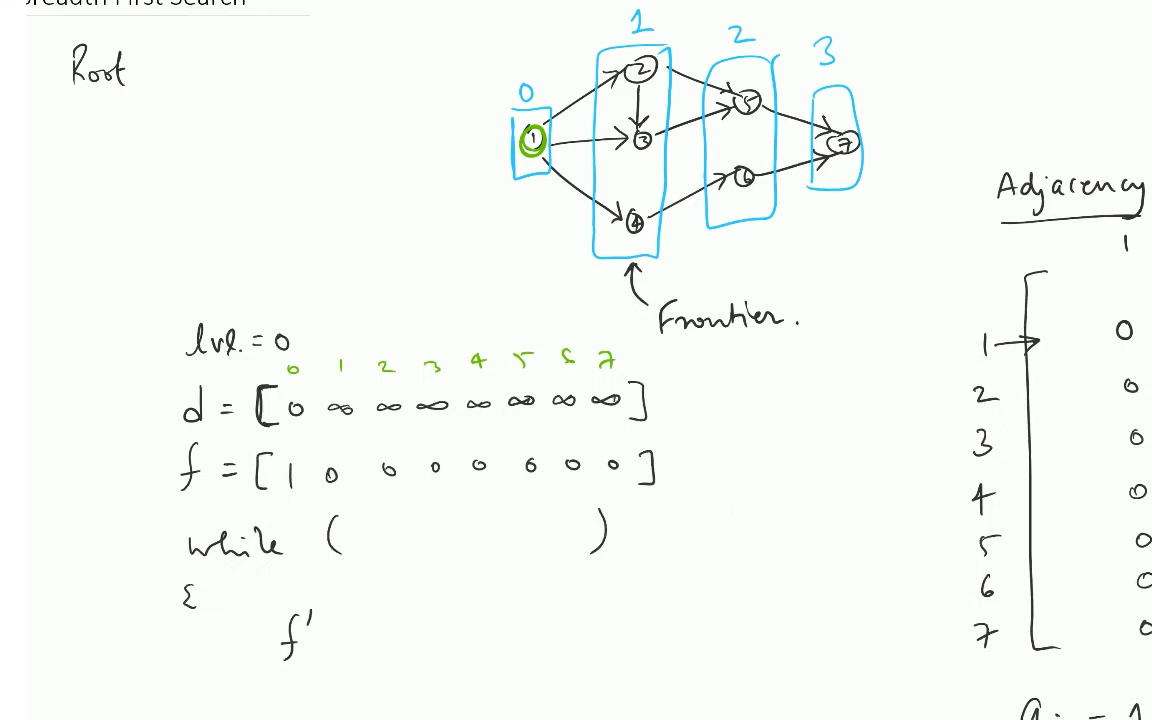 Breadth First Search
Root
0 1 2 3
1 2 3 4 5 6 7
Frontier.
lvl. = 0
0 1 2 3 4 5 6 7
d = [ 0 ∞ ∞ ∞ ∞ ∞ ∞ ∞ ]
f = [ 1 0 0 0 0 0 0 0 ]
while ( )
{
f'
Adjacency
1
1 → 0
2 0
3 0
4 0
5 0
6 0
7 0